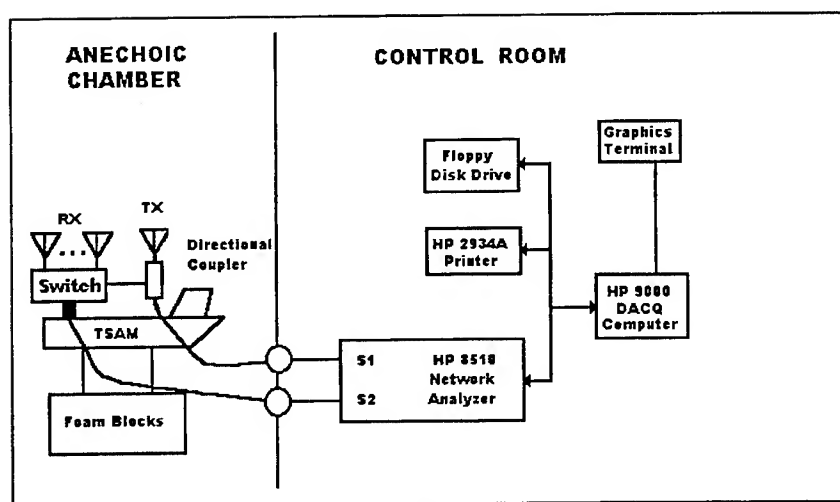 ANECHOIC
CHAMBER
CONTROL ROOM
Graphics
Terminal
Floppy
Disk Drive
HP 2934A
Printer
HP 9000
DACQ
Computer
RX
TX
Directional
Coupler
...
Switch
TSAM
Foam Blocks
S1
S2
HP 8510
Network
Analyzer